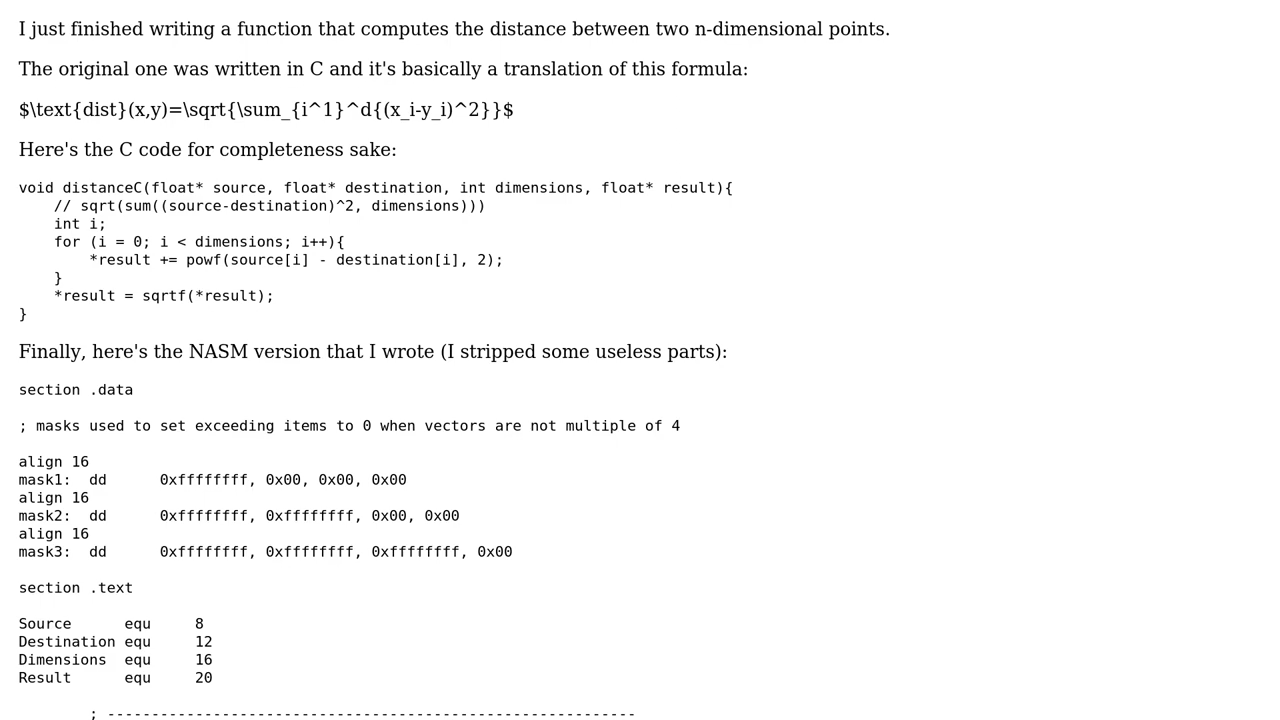 I just finished writing a function that computes the distance between two n-dimensional points.
The original one was written in C and it's basically a translation of this formula:
$\text{dist}(x,y)=\sqrt{\sum_{i^1}^d{(x_i-y_i)^2}}$
Here's the C code for completeness sake:
void distanceC(float* source, float* destination, int dimensions, float* result){
    // sqrt(sum((source-destination)^2, dimensions)))
    int i;
    for (i = 0; i < dimensions; i++){
        *result += powf(source[i] - destination[i], 2);
    }
    *result = sqrtf(*result);
}
Finally, here's the NASM version that I wrote (I stripped some useless parts):
section .data
; masks used to set exceeding items to 0 when vectors are not multiple of 4
align 16
mask1:  dd      0xffffffff, 0x00, 0x00, 0x00
align 16
mask2:  dd      0xffffffff, 0xffffffff, 0x00, 0x00
align 16
mask3:  dd      0xffffffff, 0xffffffff, 0xffffffff, 0x00
section .text
Source      equ     8
Destination equ     12
Dimensions  equ     16
Result      equ     20
        ; ------------------------------------------------------------